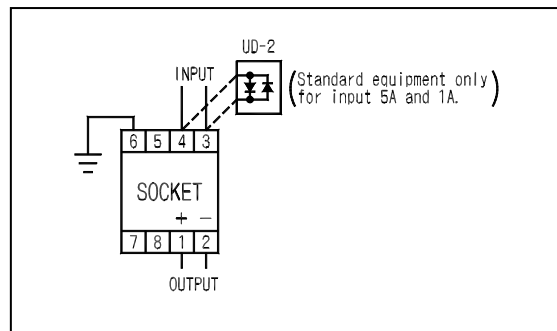 UD-2
INPUT
(Standard equipment only
for input 5A and 1A.)
6 5 4 3
SOCKET
+ −
7 8 1 2
OUTPUT